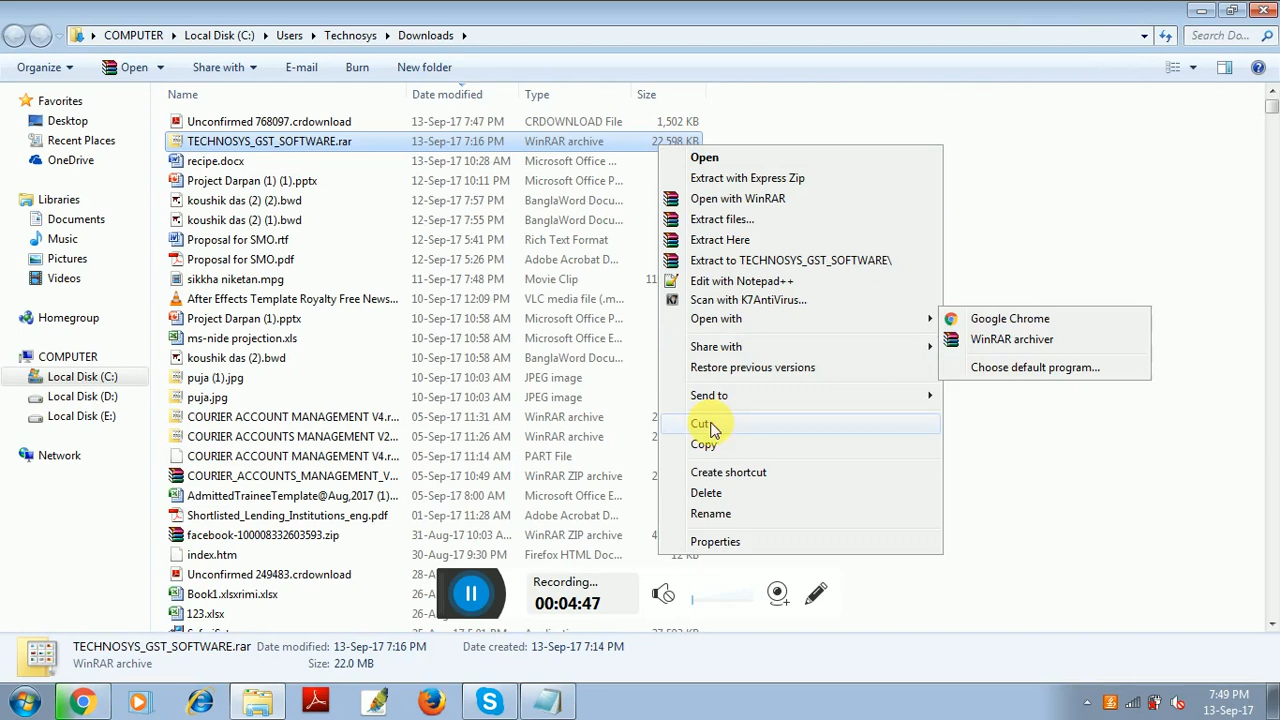 COMPUTER Local Disk (C:) Users Technosys Downloads
Search Do...
Organize Open Share with E-mail Burn New folder
Name Date modified Type Size
Favorites
Desktop
Recent Places
OneDrive
Libraries
Documents
Music
Pictures
Videos
Homegroup
COMPUTER
Local Disk (C:)
Local Disk (D:)
Local Disk (E:)
Network
Unconfirmed 768097.crdownload 13-Sep-17 7:47 PM CRDOWNLOAD File 1,502 KB
TECHNOSYS_GST_SOFTWARE.rar 13-Sep-17 7:16 PM WinRAR archive 22,598 KB
recipe.docx 13-Sep-17 10:28 AM Microsoft Office ...
Project Darpan (1) (1).pptx 12-Sep-17 10:11 PM Microsoft Office P...
koushik das (2) (2).bwd 12-Sep-17 7:57 PM BanglaWord Docu...
koushik das (2) (1).bwd 12-Sep-17 7:55 PM BanglaWord Docu...
Proposal for SMO.rtf 12-Sep-17 5:41 PM Rich Text Format
Proposal for SMO.pdf 12-Sep-17 5:26 PM Adobe Acrobat D...
sikkha niketan.mpg 11-Sep-17 7:48 PM Movie Clip
After Effects Template Royalty Free News... 10-Sep-17 12:09 PM VLC media file (.m...
Project Darpan (1).pptx 10-Sep-17 12:08 PM Microsoft Office P...
ms-nide projection.xls 10-Sep-17 10:58 AM Microsoft Office E...
koushik das (2).bwd 10-Sep-17 10:58 AM BanglaWord Docu...
puja (1).jpg 10-Sep-17 10:03 AM JPEG image
puja.jpg 10-Sep-17 10:03 AM JPEG image
COURIER ACCOUNT MANAGEMENT V4.r... 05-Sep-17 11:31 AM WinRAR archive 2
COURIER ACCOUNTS MANAGEMENT V2... 05-Sep-17 11:26 AM WinRAR archive 2
COURIER ACCOUNT MANAGEMENT V4.r... 05-Sep-17 11:14 AM PART File
COURIER_ACCOUNTS_MANAGEMENT_V... 05-Sep-17 10:49 AM WinRAR ZIP archive 2
AdmittedTraineeTemplate@Aug,2017 (1)... 05-Sep-17 8:00 AM Microsoft Office E...
Shortlisted_Lending_Institutions_eng.pdf 01-Sep-17 11:28 AM Adobe Acrobat D...
facebook-100008332603593.zip 31-Aug-17 10:03 A... WinRAR ZIP archive 2
index.htm 30-Aug-17 9:30 PM Firefox HTML Doc... 12 KB
Unconfirmed 249483.crdownload 28-A
Book1.xlsxrimi.xlsx 27-A
123.xlsx
Open
Extract with Express Zip
Open with WinRAR
Extract files...
Extract Here
Extract to TECHNOSYS_GST_SOFTWARE\
Edit with Notepad++
Scan with K7AntiVirus...
Open with
Share with
Restore previous versions
Send to
Cut
Copy
Create shortcut
Delete
Rename
Properties
Google Chrome
WinRAR archiver
Choose default program...
Recording...
00:04:47
TECHNOSYS_GST_SOFTWARE.rar Date modified: 13-Sep-17 7:16 PM Date created: 13-Sep-17 7:14 PM
WinRAR archive Size: 22.0 MB
7:49 PM
13-Sep-17